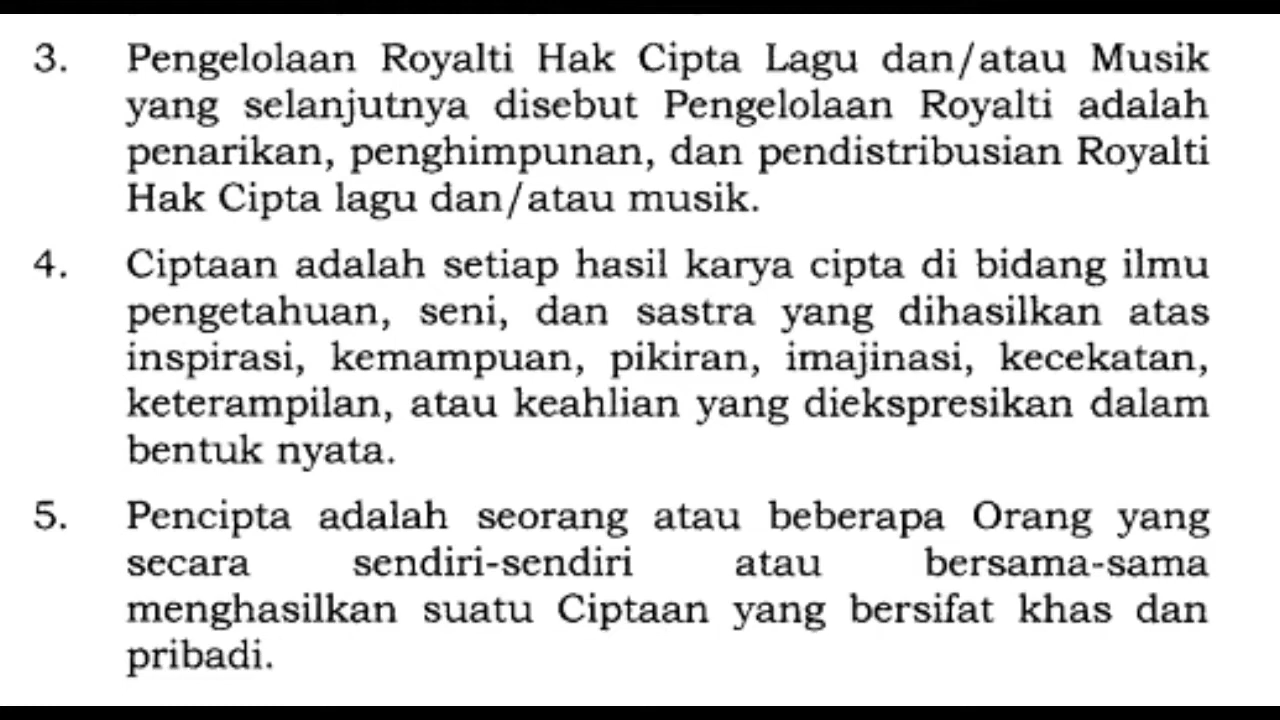 3. Pengelolaan Royalti Hak Cipta Lagu dan/atau Musik
yang selanjutnya disebut Pengelolaan Royalti adalah
penarikan, penghimpunan, dan pendistribusian Royalti
Hak Cipta lagu dan/atau musik.
4. Ciptaan adalah setiap hasil karya cipta di bidang ilmu
pengetahuan, seni, dan sastra yang dihasilkan atas
inspirasi, kemampuan, pikiran, imajinasi, kecekatan,
keterampilan, atau keahlian yang diekspresikan dalam
bentuk nyata.
5. Pencipta adalah seorang atau beberapa Orang yang
secara sendiri-sendiri atau bersama-sama
menghasilkan suatu Ciptaan yang bersifat khas dan
pribadi.